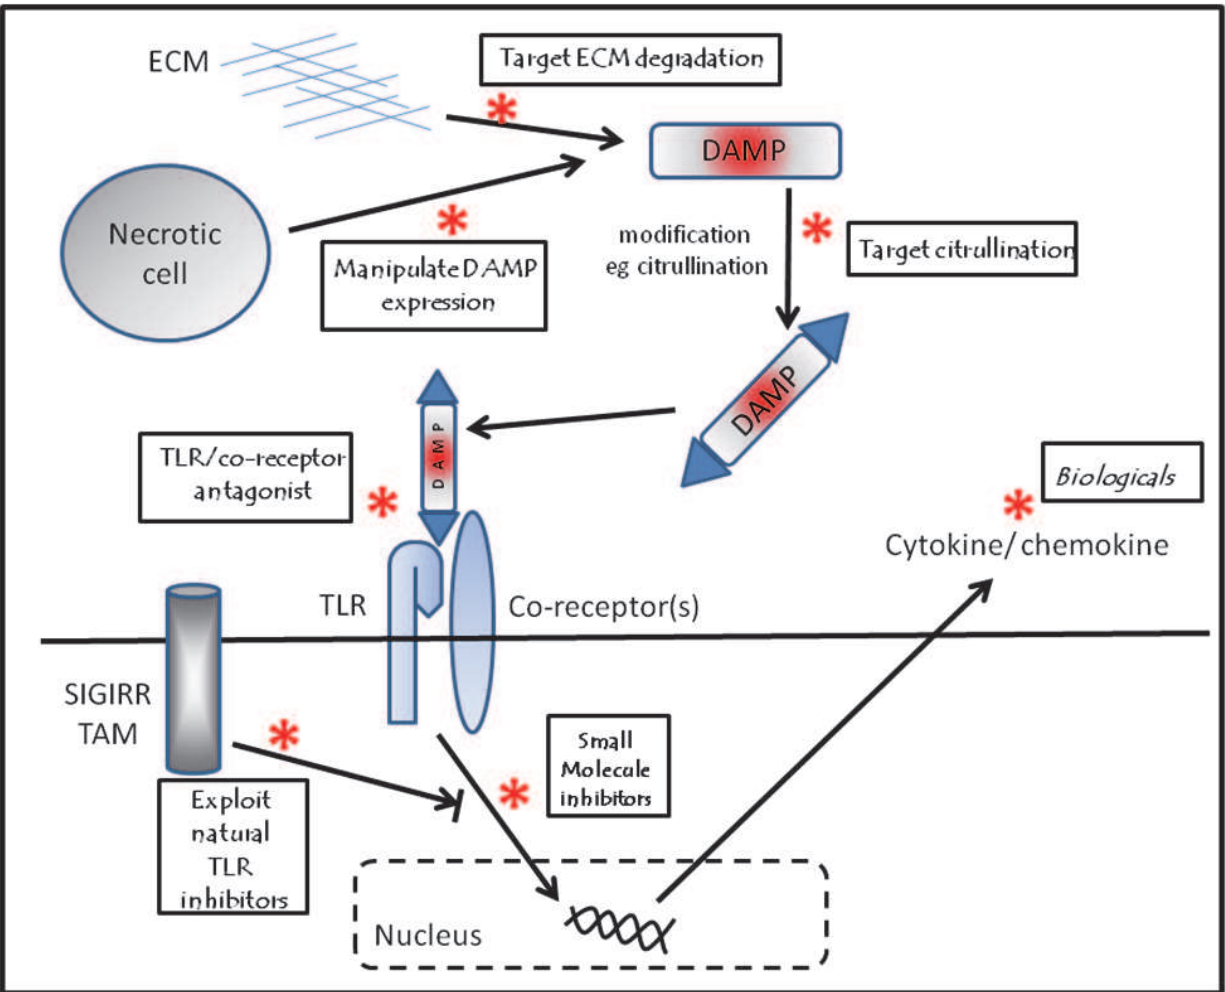 ECM
Target ECM degradation
DAMP
Necrotic
cell
Manipulate DAMP
expression
modification
eg citrullination
Target citrullination
DAMP
DAMP
TLR/co-receptor
antagonist
Biologicals
Cytokine/chemokine
TLR
Co-receptor(s)
SIGIRR
TAM
Small
Molecule
inhibitors
Exploit
natural
TLR
inhibitors
Nucleus